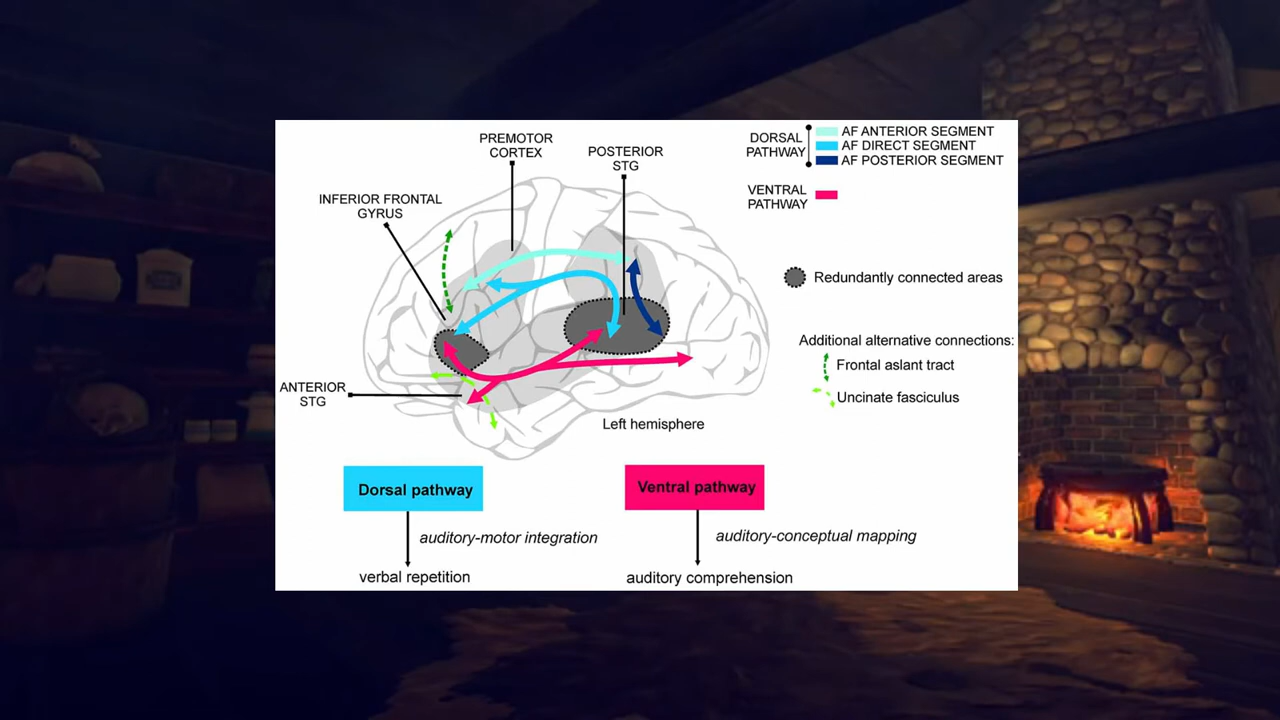 PREMOTOR
CORTEX
POSTERIOR
STG
INFERIOR FRONTAL
GYRUS
ANTERIOR
STG
Left hemisphere
DORSAL
PATHWAY
AF ANTERIOR SEGMENT
AF DIRECT SEGMENT
AF POSTERIOR SEGMENT
VENTRAL
PATHWAY
Redundantly connected areas
Additional alternative connections:
Frontal aslant tract
Uncinate fasciculus
Dorsal pathway
auditory-motor integration
verbal repetition
Ventral pathway
auditory-conceptual mapping
auditory comprehension